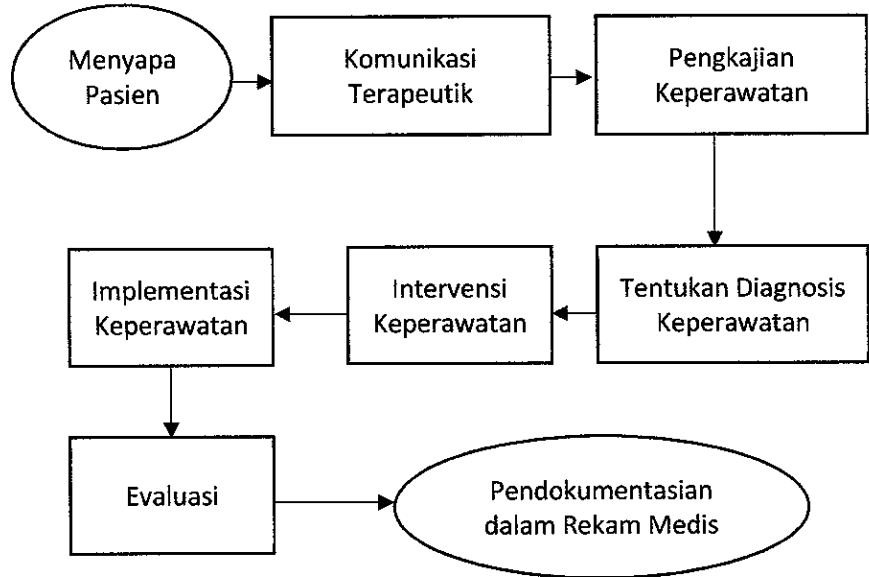 Menyapa
Pasien
Komunikasi
Terapeutik
Pengkajian
Keperawatan
Tentukan Diagnosis
Keperawatan
Intervensi
Keperawatan
Implementasi
Keperawatan
Evaluasi
Pendokumentasian
dalam Rekam Medis